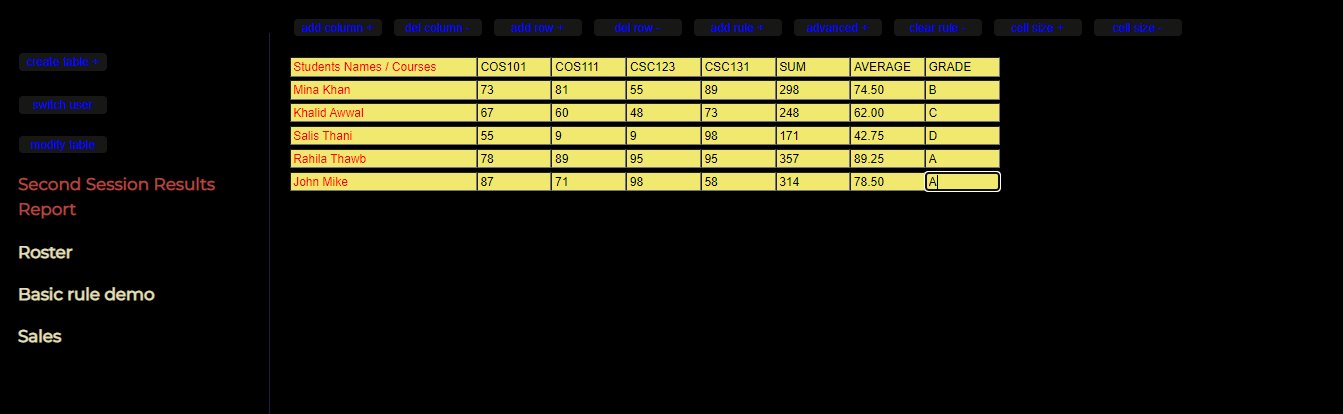 add column + del column - add row + del row - add rule + advanced + clear rule - cell size + cell size -
create table +
switch user
modify table
Second Session Results
Report
Roster
Basic rule demo
Sales
Students Names / Courses COS101 COS111 CSC123 CSC131 SUM AVERAGE GRADE
Mina Khan 73 81 55 89 298 74.50 B
Khalid Awwal 67 60 48 73 248 62.00 C
Salis Thani 55 9 9 98 171 42.75 D
Rahila Thawb 78 89 95 95 357 89.25 A
John Mike 87 71 98 58 314 78.50 A